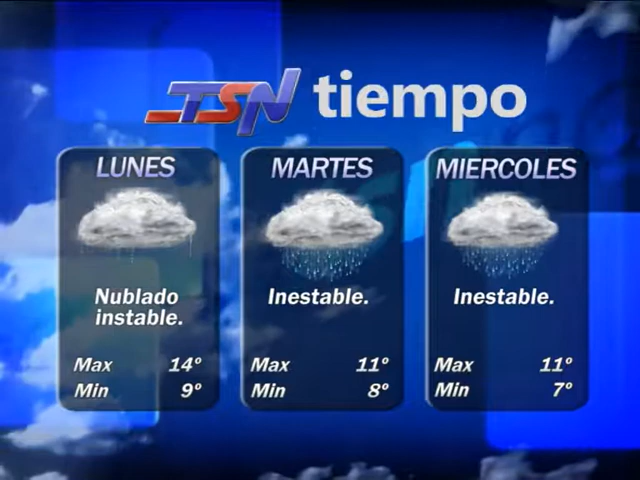 TSN tiempo
LUNES
Nublado
instable.
Max 14º
Min 9º
MARTES
Inestable.
Max 11º
Min 8º
MIERCOLES
Inestable.
Max 11º
Min 7º